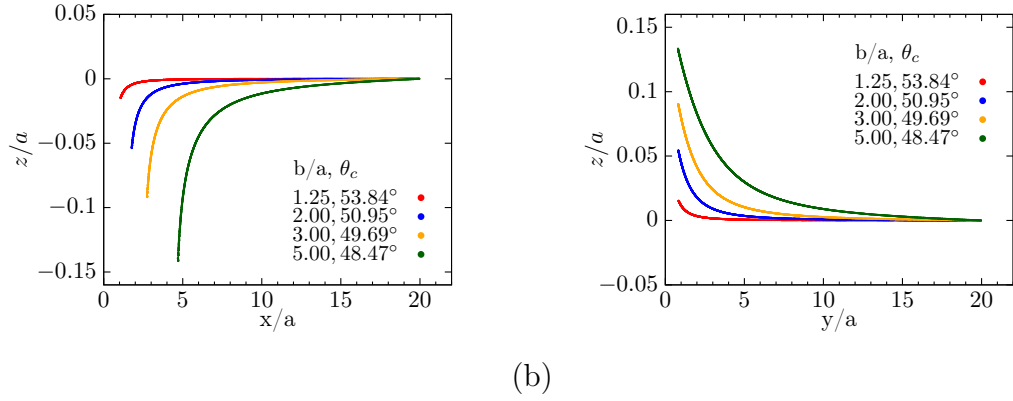 0.05
0
−0.05
−0.1
−0.15
z/a
0 5 10 15 20
x/a
b/a, θc
1.25, 53.84°
2.00, 50.95°
3.00, 49.69°
5.00, 48.47°
0.15
0.1
0.05
0
−0.05
z/a
0 5 10 15 20
y/a
b/a, θc
1.25, 53.84°
2.00, 50.95°
3.00, 49.69°
5.00, 48.47°
(b)